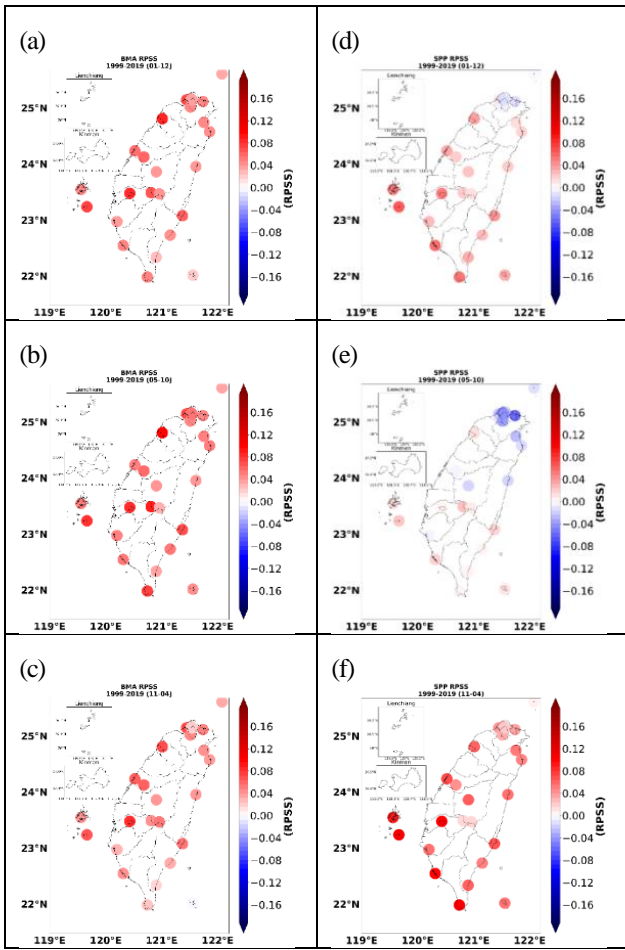 (a)
BMA RPSS
1999-2019 (01-12)
Lienchiang
Kinmen
25°N
24°N
23°N
22°N
119°E 120°E 121°E 122°E
0.16
0.12
0.08
0.04
0.00
−0.04
−0.08
−0.12
−0.16
(RPSS)
(d)
SPP RPSS
1999-2019 (01-12)
Lienchiang
Kinmen
25°N
24°N
23°N
22°N
119°E 120°E 121°E 122°E
0.16
0.12
0.08
0.04
0.00
−0.04
−0.08
−0.12
−0.16
(RPSS)
(b)
BMA RPSS
1999-2019 (05-10)
Lienchiang
Kinmen
25°N
24°N
23°N
22°N
119°E 120°E 121°E 122°E
0.16
0.12
0.08
0.04
0.00
−0.04
−0.08
−0.12
−0.16
(RPSS)
(e)
SPP RPSS
1999-2019 (05-10)
Lienchiang
Kinmen
25°N
24°N
23°N
22°N
119°E 120°E 121°E 122°E
0.16
0.12
0.08
0.04
0.00
−0.04
−0.08
−0.12
−0.16
(RPSS)
(c)
BMA RPSS
1999-2019 (11-04)
Lienchiang
Kinmen
25°N
24°N
23°N
22°N
119°E 120°E 121°E 122°E
0.16
0.12
0.08
0.04
0.00
−0.04
−0.08
−0.12
−0.16
(RPSS)
(f)
SPP RPSS
1999-2019 (11-04)
Lienchiang
Kinmen
25°N
24°N
23°N
22°N
119°E 120°E 121°E 122°E
0.16
0.12
0.08
0.04
0.00
−0.04
−0.08
−0.12
−0.16
(RPSS)